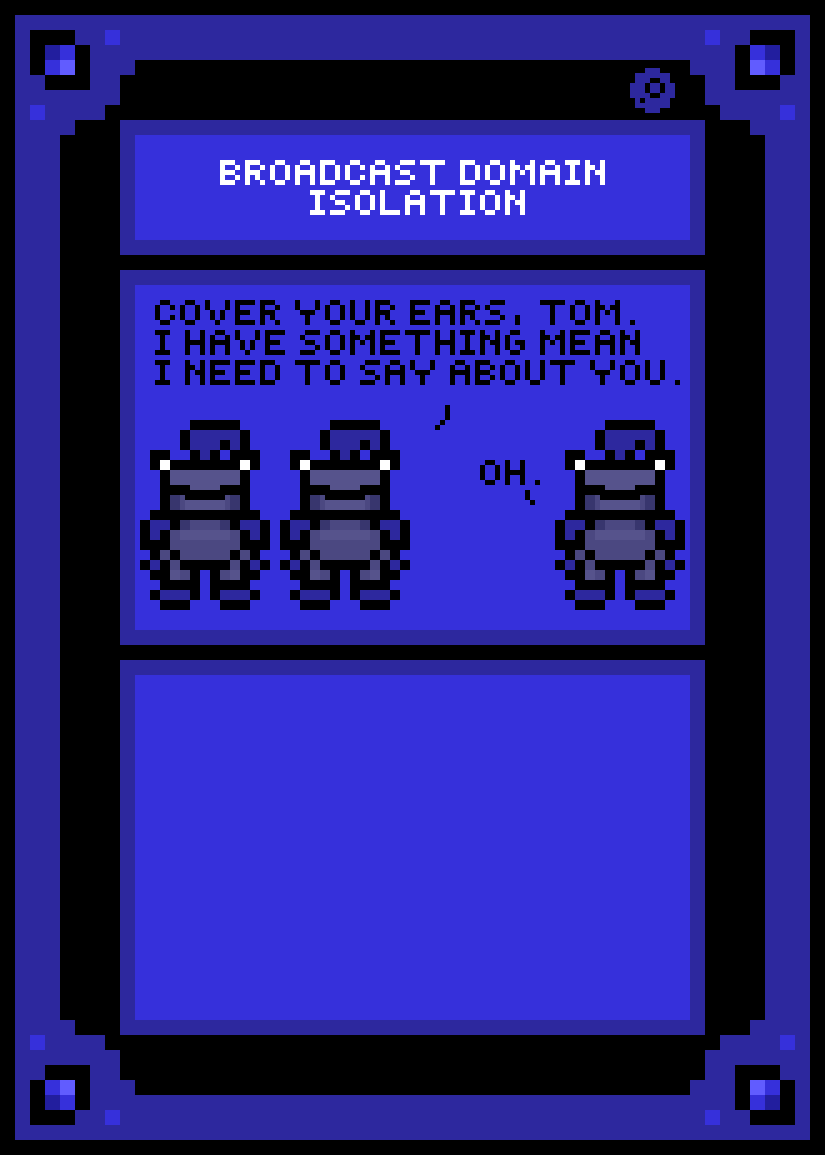 BROADCAST DOMAIN
ISOLATION
COVER YOUR EARS, TOM.
I HAVE SOMETHING MEAN
I NEED TO SAY ABOUT YOU.
OH.